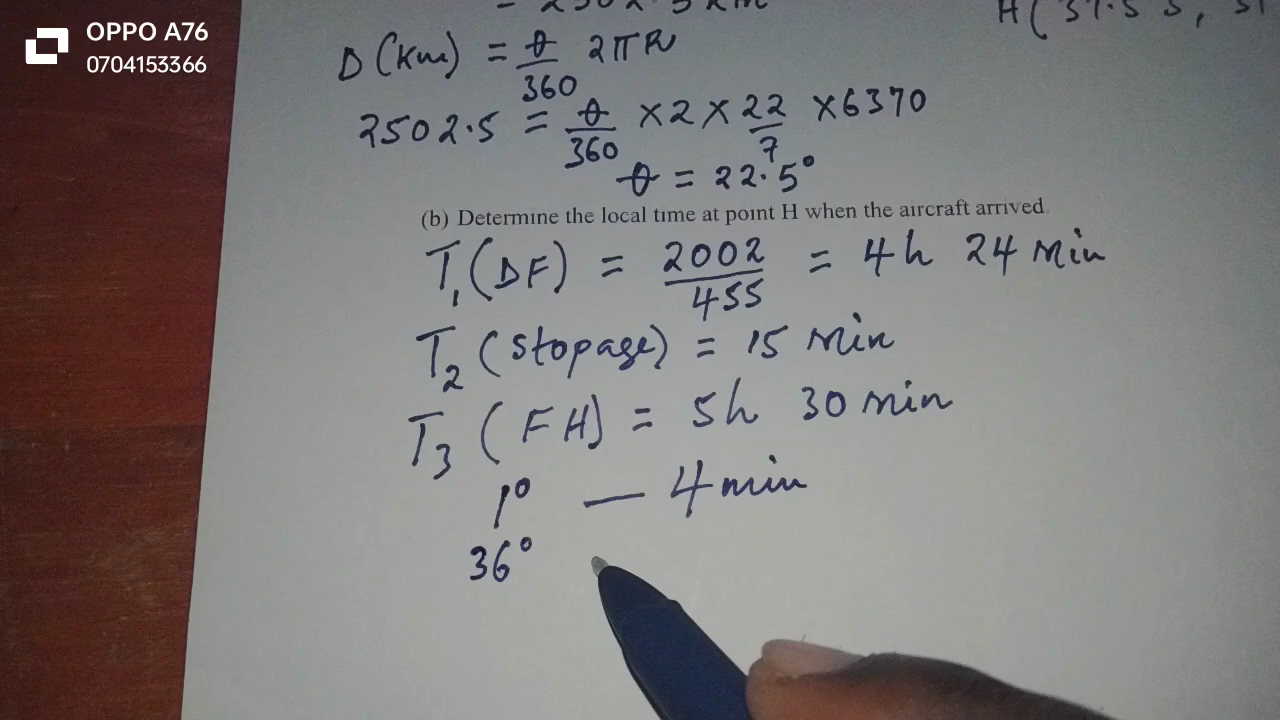 OPPO A76
0704153366
D (Km) = θ/360 2πR
2502.5 = θ/360 × 2 × 22/7 × 6370
θ = 22.5°
(b) Determine the local time at point H when the aircraft arrived
T₁ (DF) = 2002/455 = 4h 24 Min
T₂ (Stopage) = 15 Min
T₃ (FH) = 5h 30 min
1° — 4 min
36°